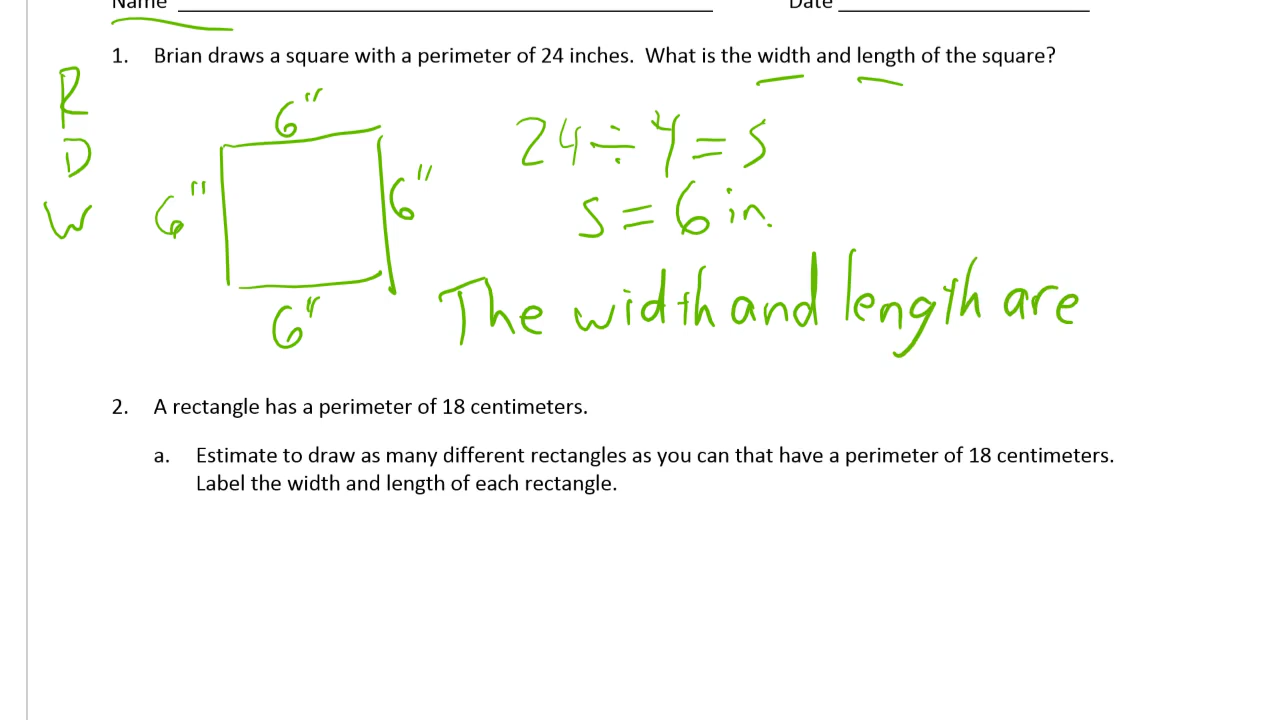 Name Date
1. Brian draws a square with a perimeter of 24 inches. What is the width and length of the square?
R
D
W
6"
6"
6"
6"
24 ÷ 4 = s
s = 6 in.
The width and length are
2. A rectangle has a perimeter of 18 centimeters.
a. Estimate to draw as many different rectangles as you can that have a perimeter of 18 centimeters.
Label the width and length of each rectangle.